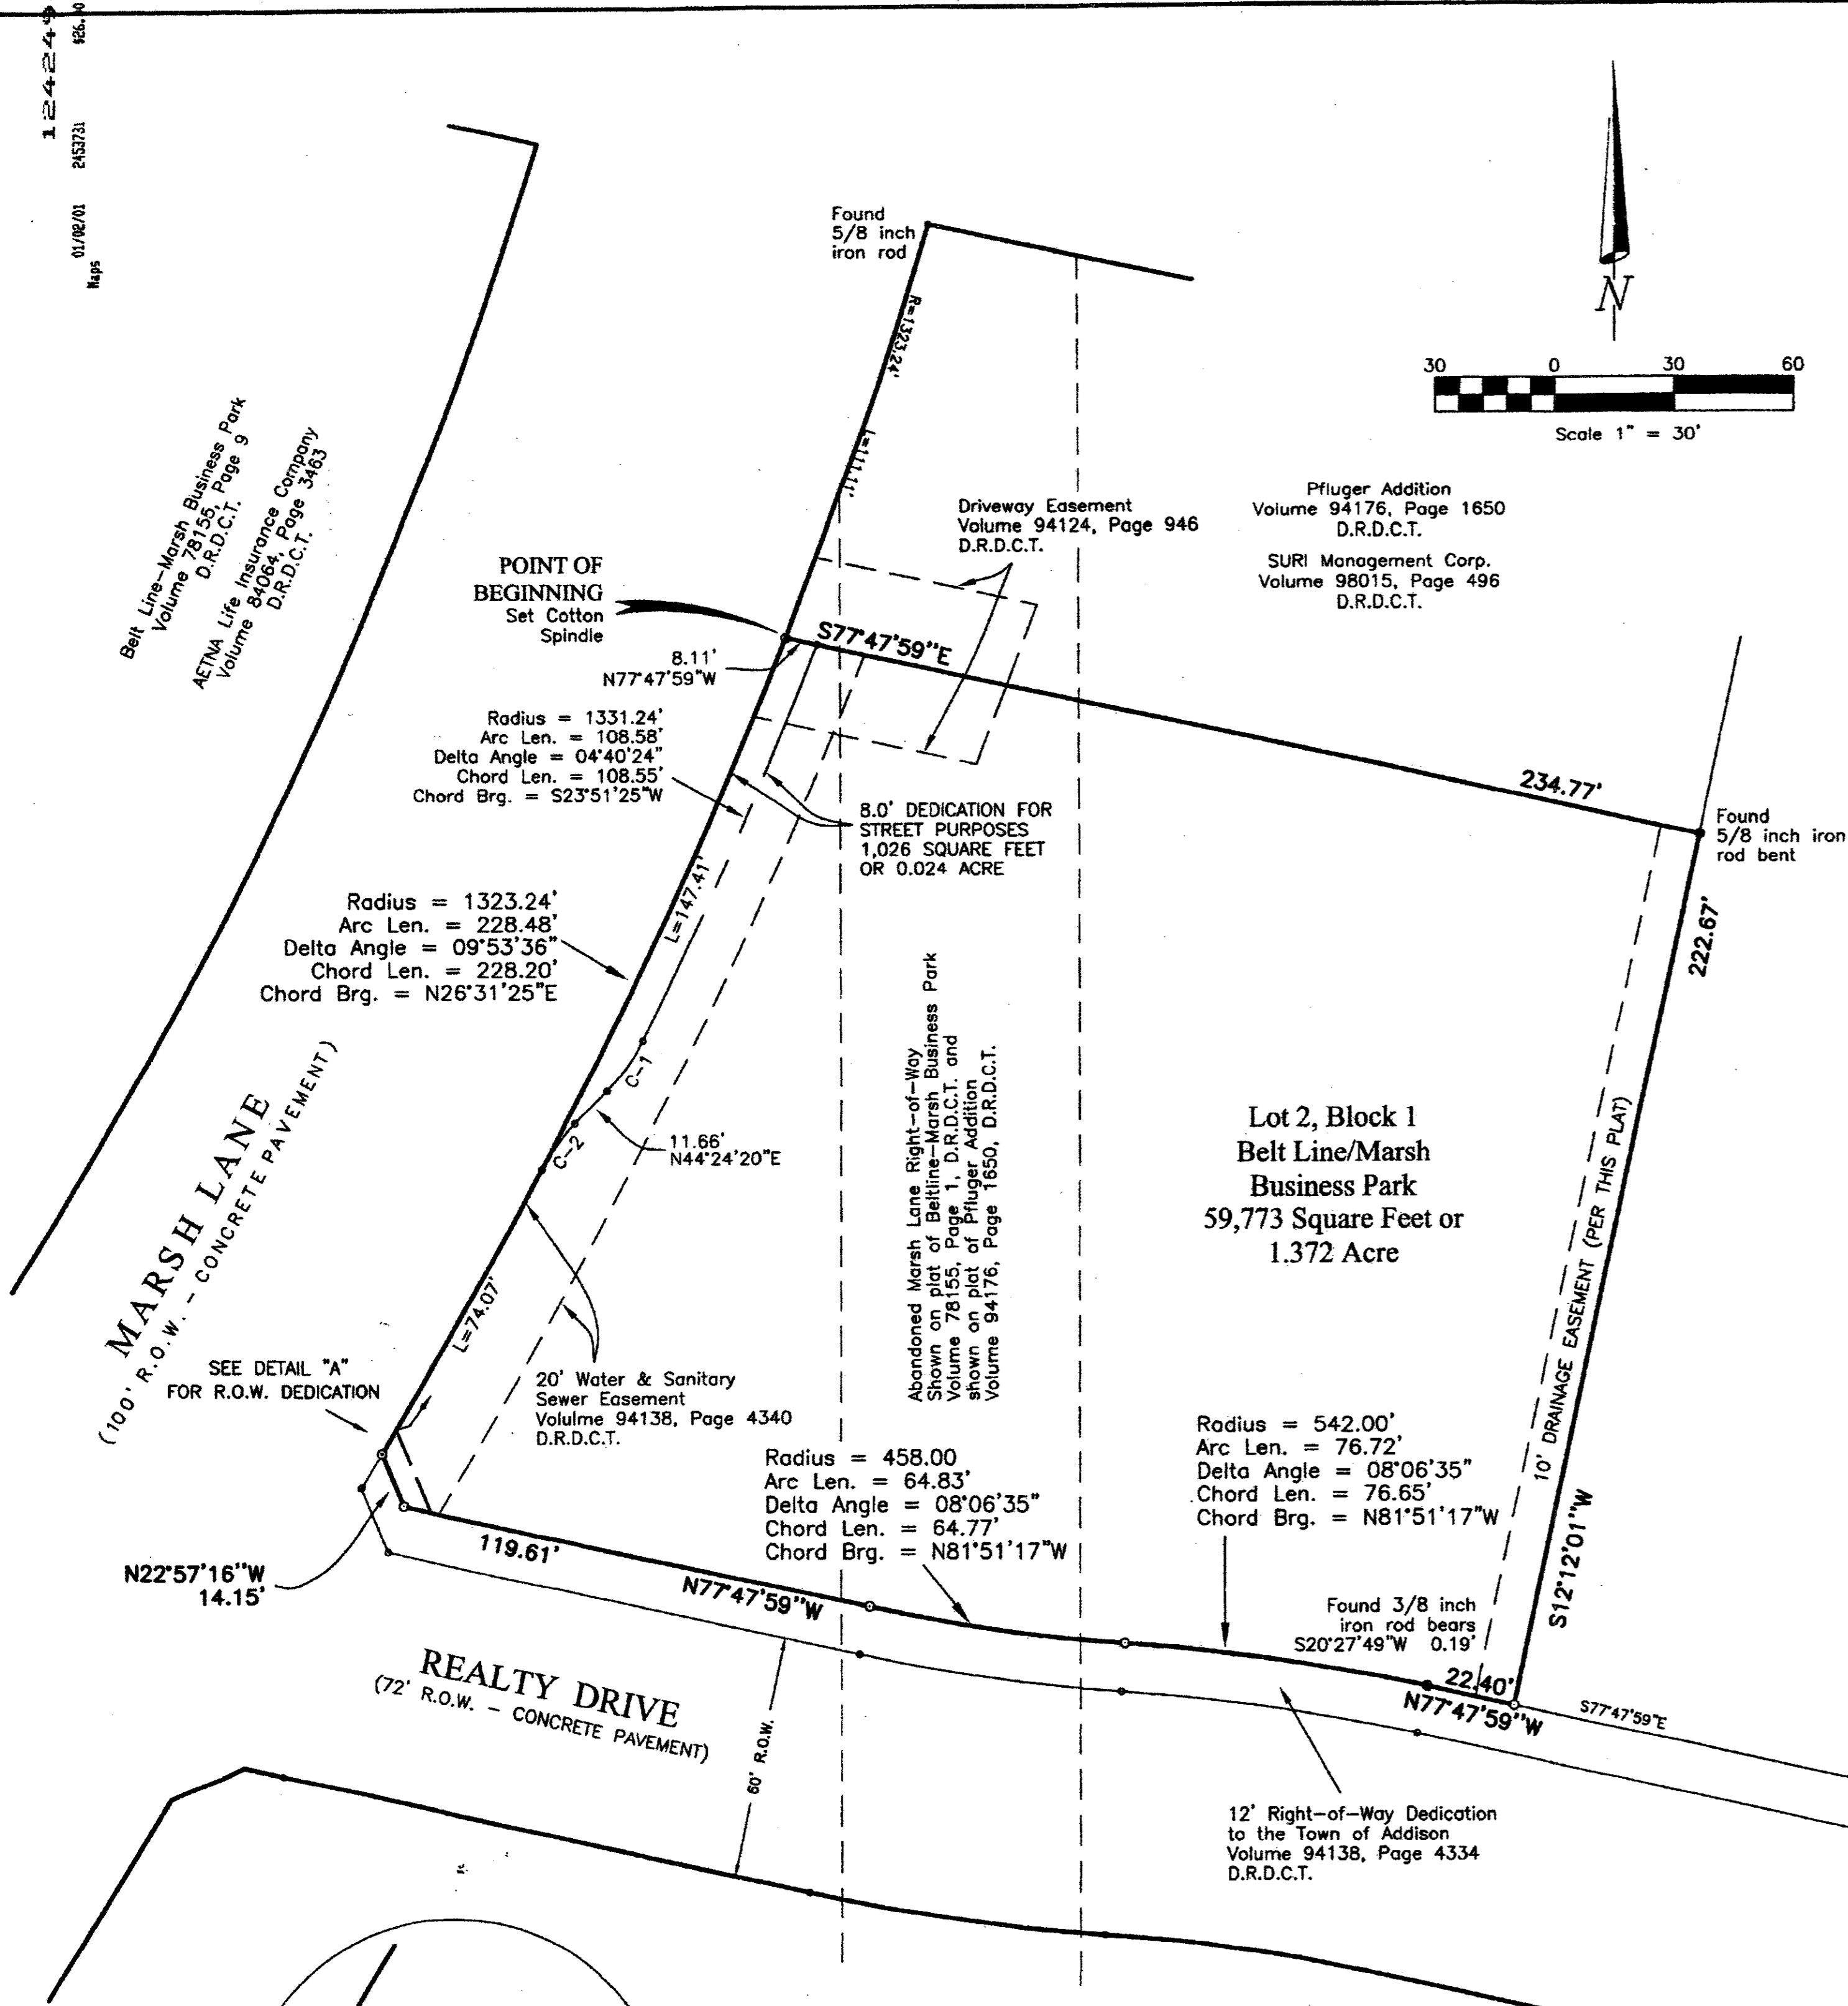 124249
$26.00
2453731
01/02/01
Maps
Found
5/8 inch
iron rod
R=1323.24'
L=111.11'
N
30 0 30 60
Scale 1" = 30'
Belt Line-Marsh Business Park
Volume 78155, Page 9
D.R.D.C.T.
AETNA Life Insurance Company
Volume 84064, Page 3463
D.R.D.C.T.
Driveway Easement
Volume 94124, Page 946
D.R.D.C.T.
Pfluger Addition
Volume 94176, Page 1650
D.R.D.C.T.
SURI Management Corp.
Volume 98015, Page 496
D.R.D.C.T.
POINT OF
BEGINNING
Set Cotton
Spindle
S77°47'59"E
8.11'
N77°47'59"W
Radius = 1331.24'
Arc Len. = 108.58'
Delta Angle = 04°40'24"
Chord Len. = 108.55'
Chord Brg. = S23°51'25"W
234.77'
Found
5/8 inch iron
rod bent
8.0' DEDICATION FOR
STREET PURPOSES
1,026 SQUARE FEET
OR 0.024 ACRE
L=147.41'
Radius = 1323.24'
Arc Len. = 228.48'
Delta Angle = 09°53'36"
Chord Len. = 228.20'
Chord Brg. = N26°31'25"E
222.67'
C-1
C-2
11.66'
N44°24'20"E
Abandoned Marsh Lane Right-of-Way
Shown on plat of Beltline-Marsh Business Park
Volume 78155, Page 1, D.R.D.C.T. and
shown on plat of Pfluger Addition
Volume 94176, Page 1650, D.R.D.C.T.
Lot 2, Block 1
Belt Line/Marsh
Business Park
59,773 Square Feet or
1.372 Acre
10' DRAINAGE EASEMENT (PER THIS PLAT)
MARSH LANE
(100' R.O.W. - CONCRETE PAVEMENT)
L=74.07'
SEE DETAIL "A"
FOR R.O.W. DEDICATION
20' Water & Sanitary
Sewer Easement
Volulme 94138, Page 4340
D.R.D.C.T.
Radius = 458.00
Arc Len. = 64.83'
Delta Angle = 08°06'35"
Chord Len. = 64.77'
Chord Brg. = N81°51'17"W
Radius = 542.00'
Arc Len. = 76.72'
Delta Angle = 08°06'35"
Chord Len. = 76.65'
Chord Brg. = N81°51'17"W
S12°12'01"W
N22°57'16"W
14.15'
119.61'
N77°47'59"W
Found 3/8 inch
iron rod bears
S20°27'49"W 0.19'
22.40'
N77°47'59"W
S77°47'59"E
REALTY DRIVE
(72' R.O.W. - CONCRETE PAVEMENT)
60' R.O.W.
12' Right-of-Way Dedication
to the Town of Addison
Volume 94138, Page 4334
D.R.D.C.T.